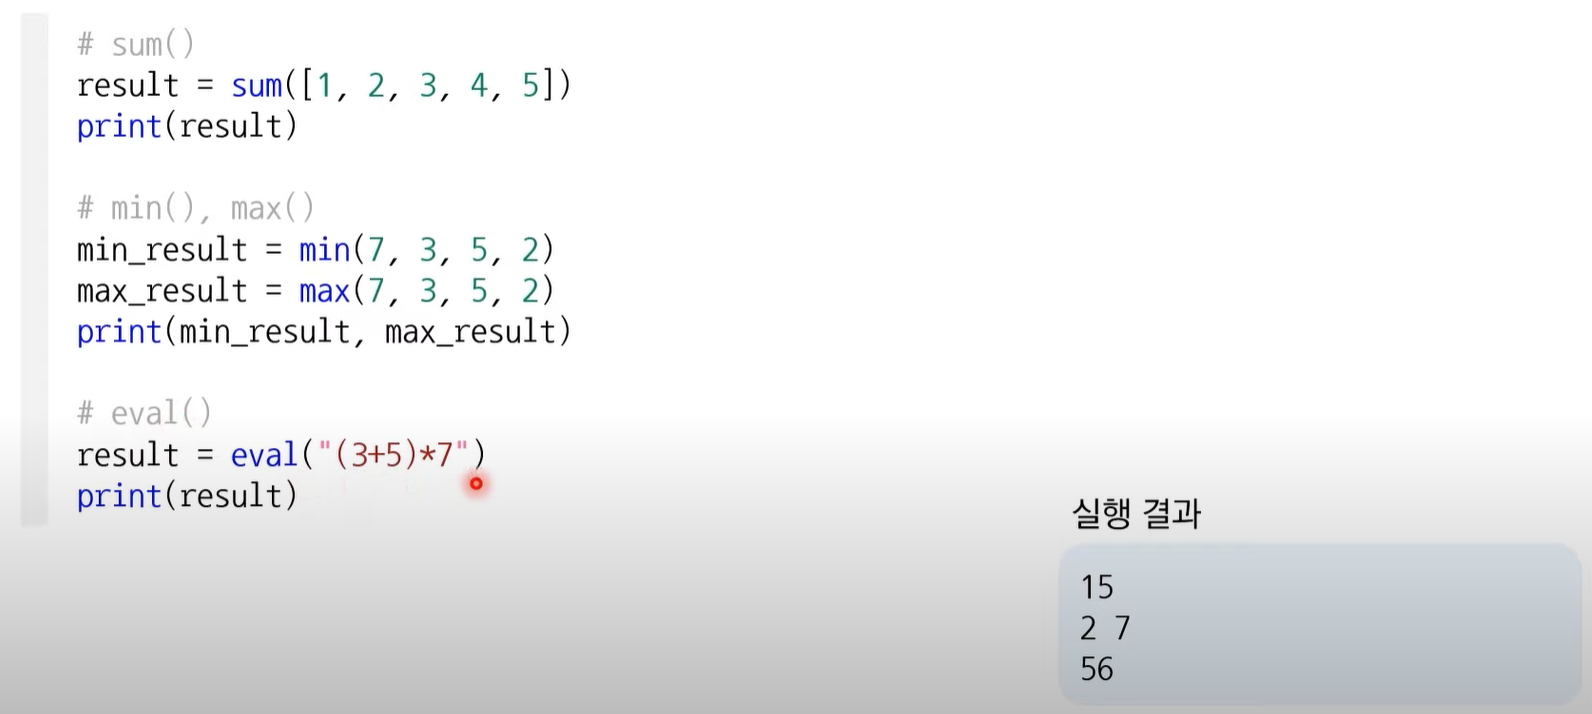 # sum()
result = sum([1, 2, 3, 4, 5])
print(result)
# min(), max()
min_result = min(7, 3, 5, 2)
max_result = max(7, 3, 5, 2)
print(min_result, max_result)
# eval()
result = eval("(3+5)*7")
print(result)
실행 결과
15
2 7
56